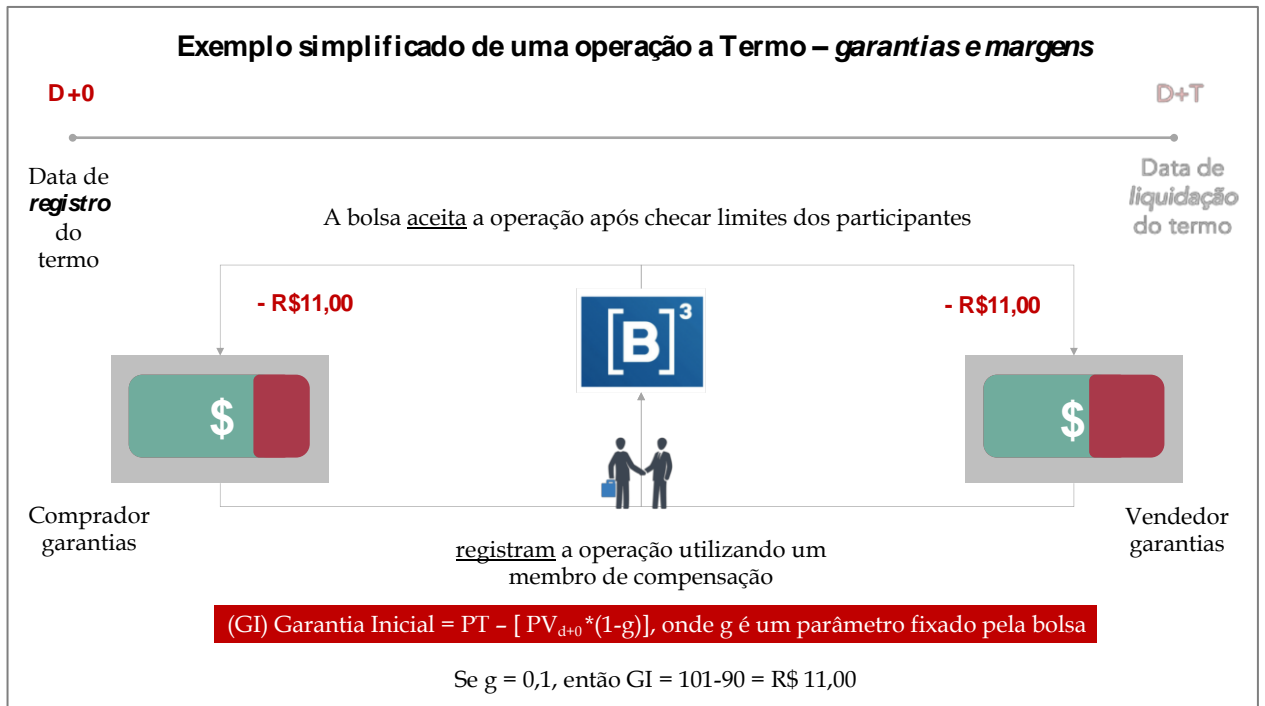 Exemplo simplificado de uma operação a Termo – garantias e margens
D+0
D+T
Data de
registro
do
termo
Data de
liquidação
do termo
A bolsa aceita a operação após checar limites dos participantes
- R$11,00
- R$11,00
[B]³
$
$
Comprador
garantias
Vendedor
garantias
registram a operação utilizando um
membro de compensação
(GI) Garantia Inicial = PT – [ PVd+0*(1-g)], onde g é um parâmetro fixado pela bolsa
Se g = 0,1, então GI = 101-90 = R$ 11,00